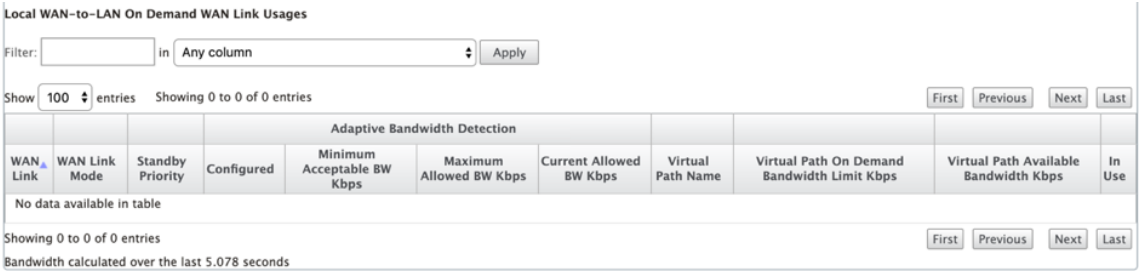 Local WAN-to-LAN On Demand WAN Link Usages
Filter: in Any column Apply
Show 100 entries Showing 0 to 0 of 0 entries First Previous Next Last
Adaptive Bandwidth Detection
WAN Link WAN Link Mode Standby Priority Configured Minimum Acceptable BW Kbps Maximum Allowed BW Kbps Current Allowed BW Kbps Virtual Path Name Virtual Path On Demand Bandwidth Limit Kbps Virtual Path Available Bandwidth Kbps In Use
No data available in table
Showing 0 to 0 of 0 entries First Previous Next Last
Bandwidth calculated over the last 5.078 seconds